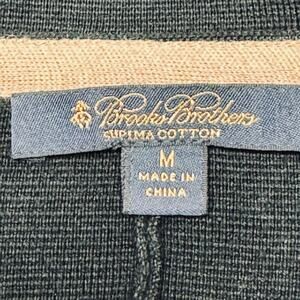 Brooks Brothers
SUPIMA COTTON
M
MADE IN
CHINA